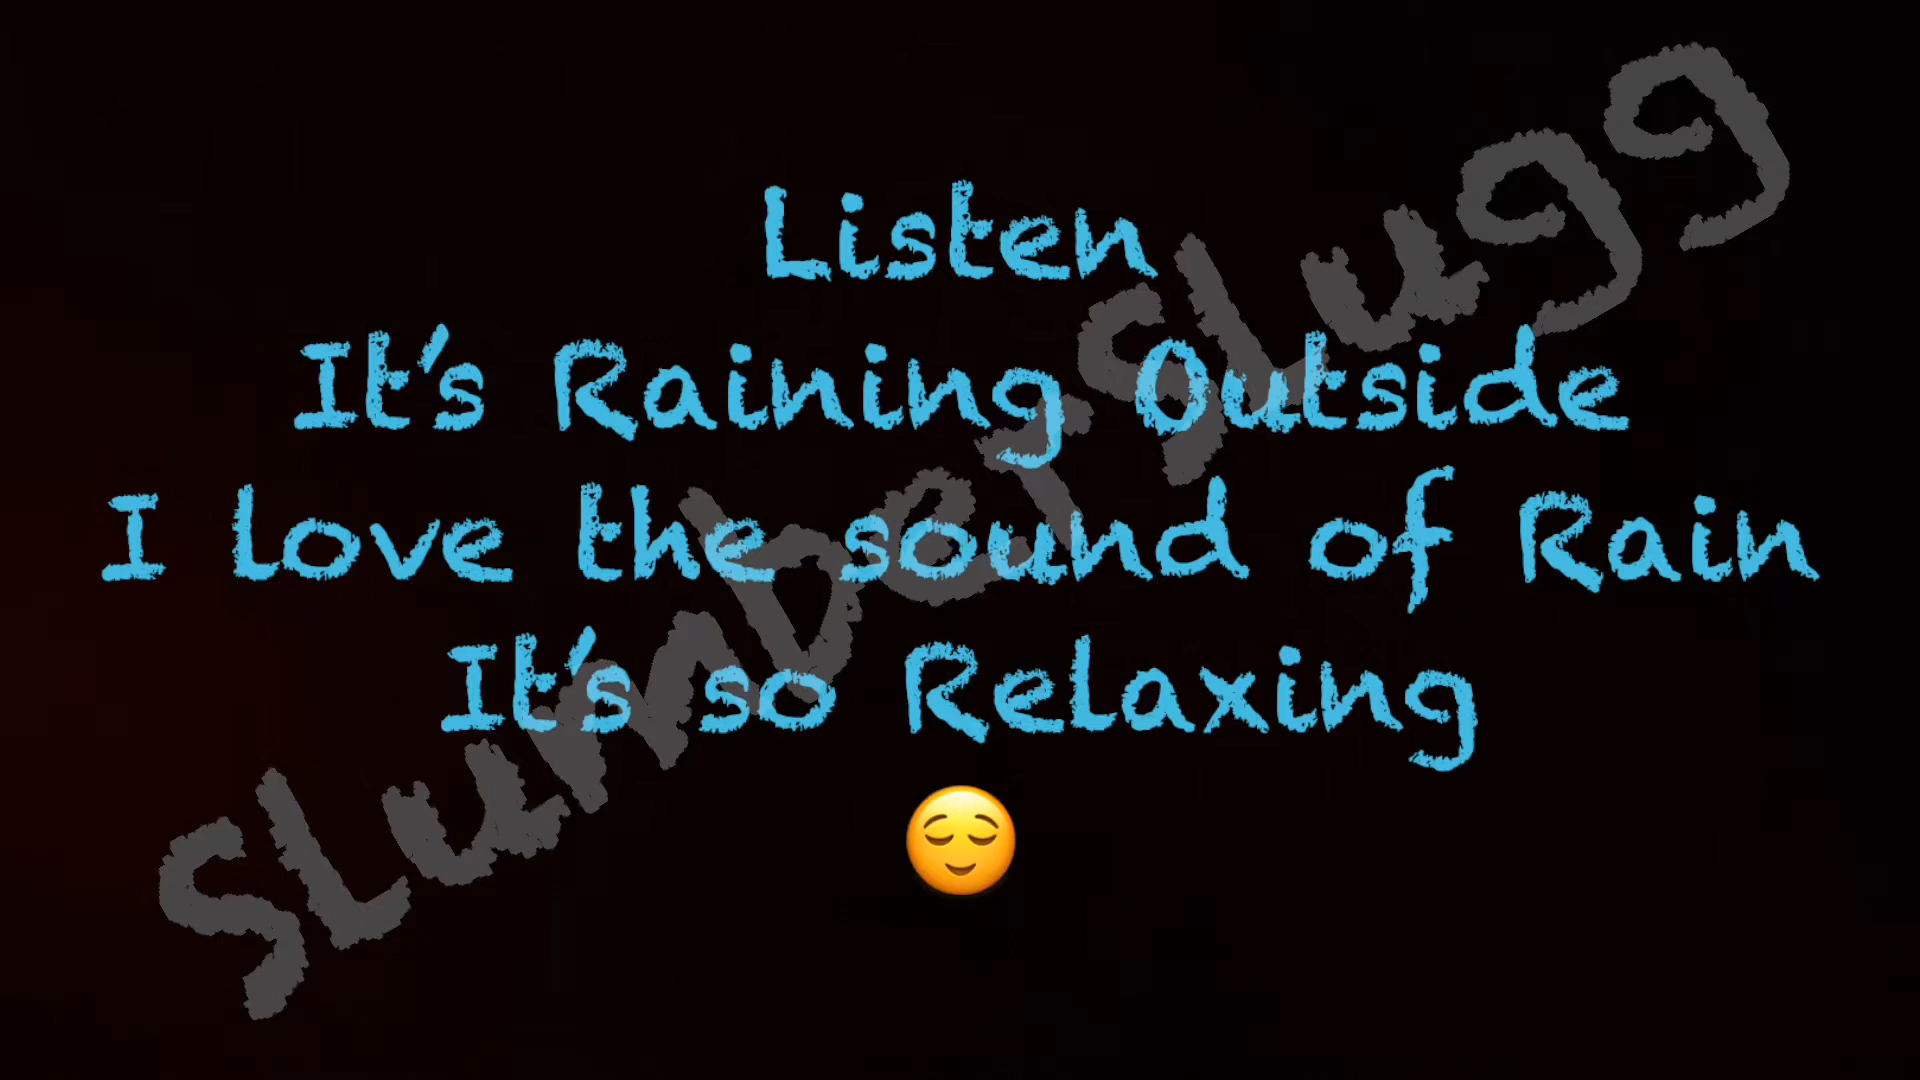 Listen
It's Raining Outside
I love the sound of Rain
It's so Relaxing
😌
SlumberSlugg